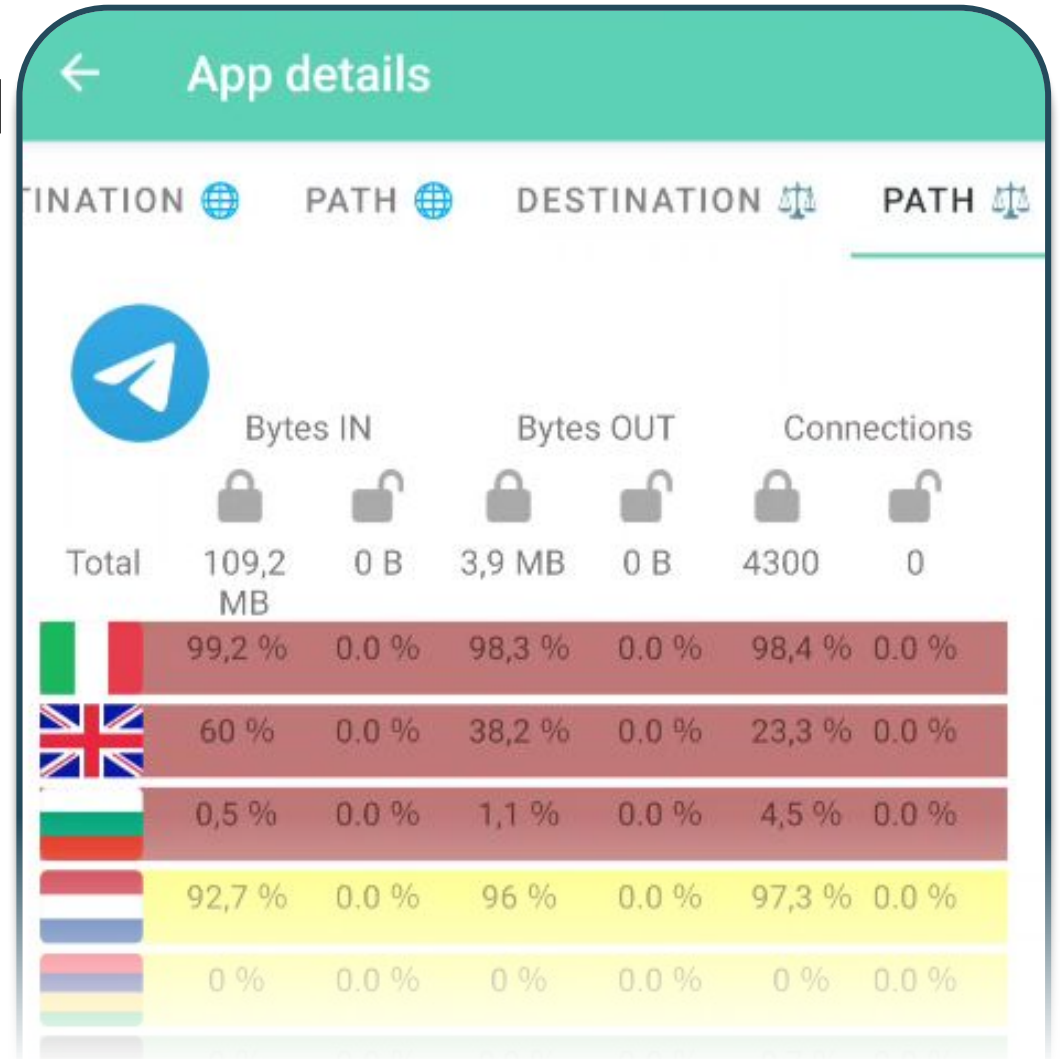 App details
TINATION PATH DESTINATION PATH
Bytes IN Bytes OUT Connections
Total 109,2 MB 0 B 3,9 MB 0 B 4300 0
99,2 % 0.0 % 98,3 % 0.0 % 98,4 % 0.0 %
60 % 0.0 % 38,2 % 0.0 % 23,3 % 0.0 %
0,5 % 0.0 % 1,1 % 0.0 % 4,5 % 0.0 %
92,7 % 0.0 % 96 % 0.0 % 97,3 % 0.0 %
0 % 0.0 % 0 % 0.0 % 0 % 0.0 %